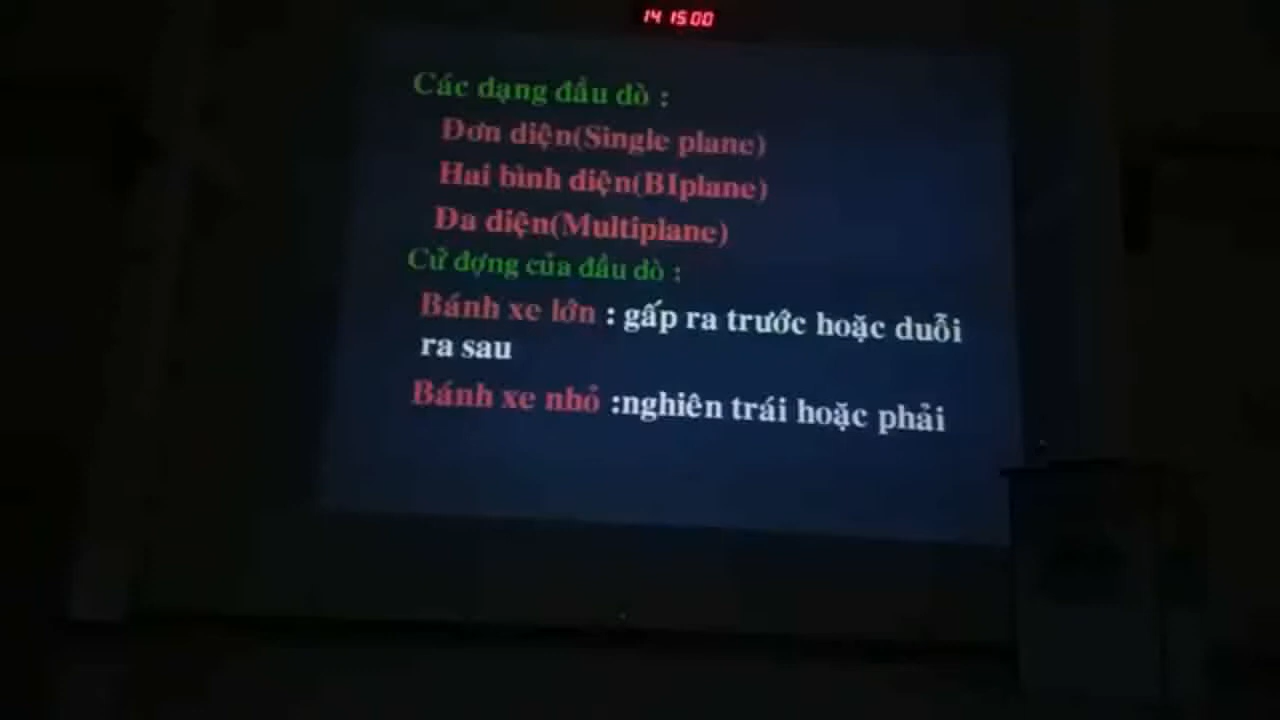 14 15:00
Các dạng đầu dò :
Đơn diện(Single plane)
Hai bình diện(BIplane)
Đa diện(Multiplane)
Cử đợng của đầu dò :
Bánh xe lớn : gấp ra trước hoặc duỗi
ra sau
Bánh xe nhỏ :nghiên trái hoặc phải